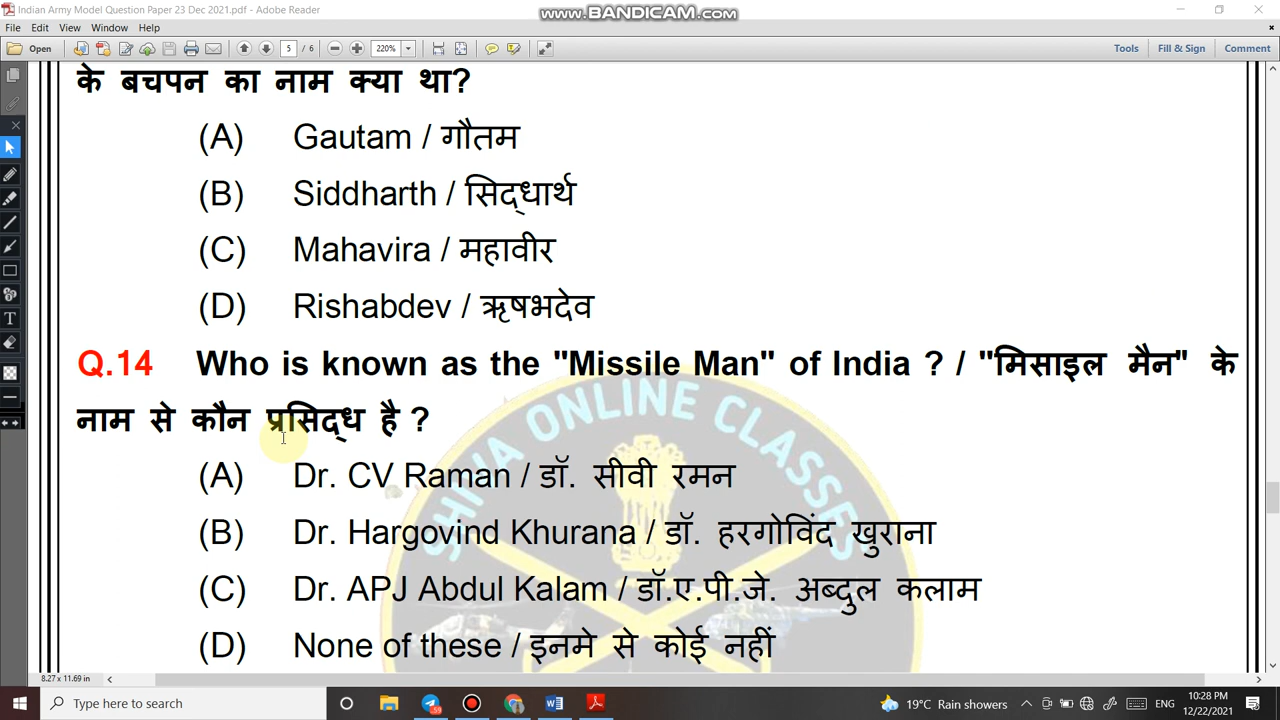 Indian Army Model Question Paper 23 Dec 2021.pdf - Adobe Reader
www.BANDICAM.com
File Edit View Window Help
Open 5 / 6 220% Tools Fill & Sign Comment
के बचपन का नाम क्या था?
(A) Gautam / गौतम
(B) Siddharth / सिद्धार्थ
(C) Mahavira / महावीर
(D) Rishabdev / ऋषभदेव
Q.14 Who is known as the "Missile Man" of India ? / "मिसाइल मैन" के
नाम से कौन प्रसिद्ध है ?
(A) Dr. CV Raman / डॉ. सीवी रमन
(B) Dr. Hargovind Khurana / डॉ. हरगोविंद खुराना
(C) Dr. APJ Abdul Kalam / डॉ.ए.पी.जे. अब्दुल कलाम
(D) None of these / इनमे से कोई नहीं
SHIVA ONLINE CLASSES
8.27 x 11.69 in
Type here to search 19°C Rain showers ENG 10:28 PM
12/22/2021